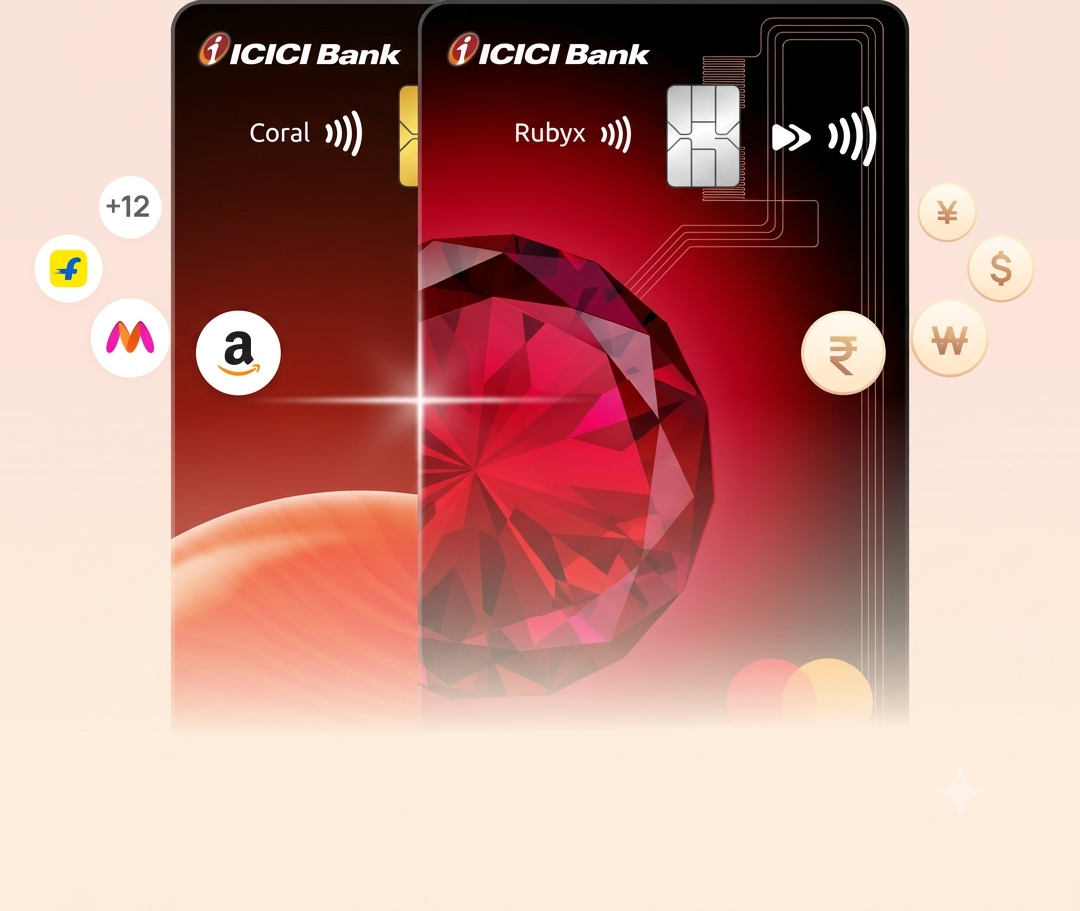 ICICI Bank
ICICI Bank
Coral
Rubyx
+12
¥
$
a
₹
₩